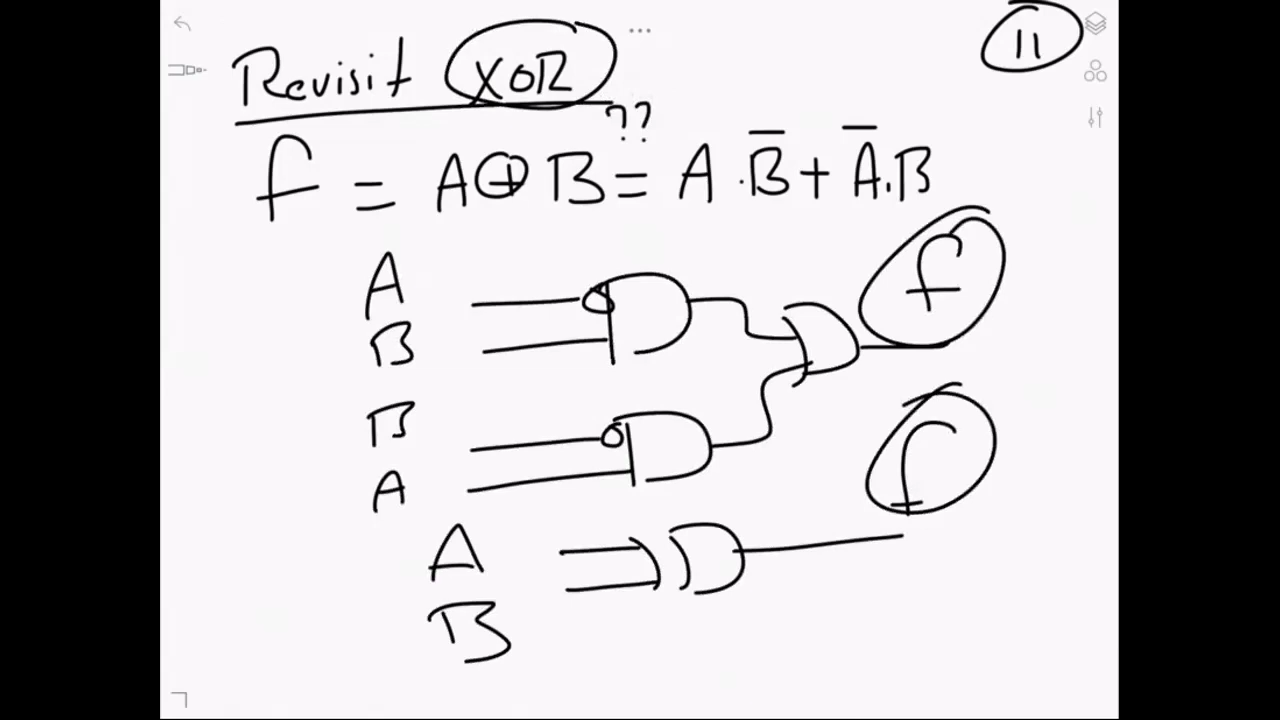 Revisit XOR
11
??
f = A⊕B = A·B̅ + A̅.B
A
B
f
B
A
f
A
B